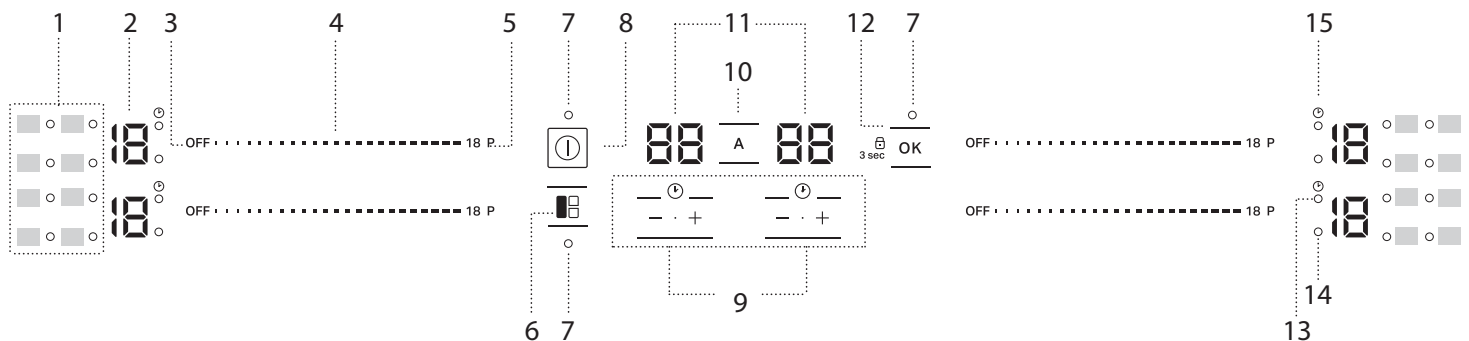 1 2 3 4 5 7 8 11 12 7 15
10
18 OFF 18 P 88 A 88 3 sec OK OFF 18 P 18
18 OFF 18 P - · + - · + OFF 18 P 18
9 14
6 7 13